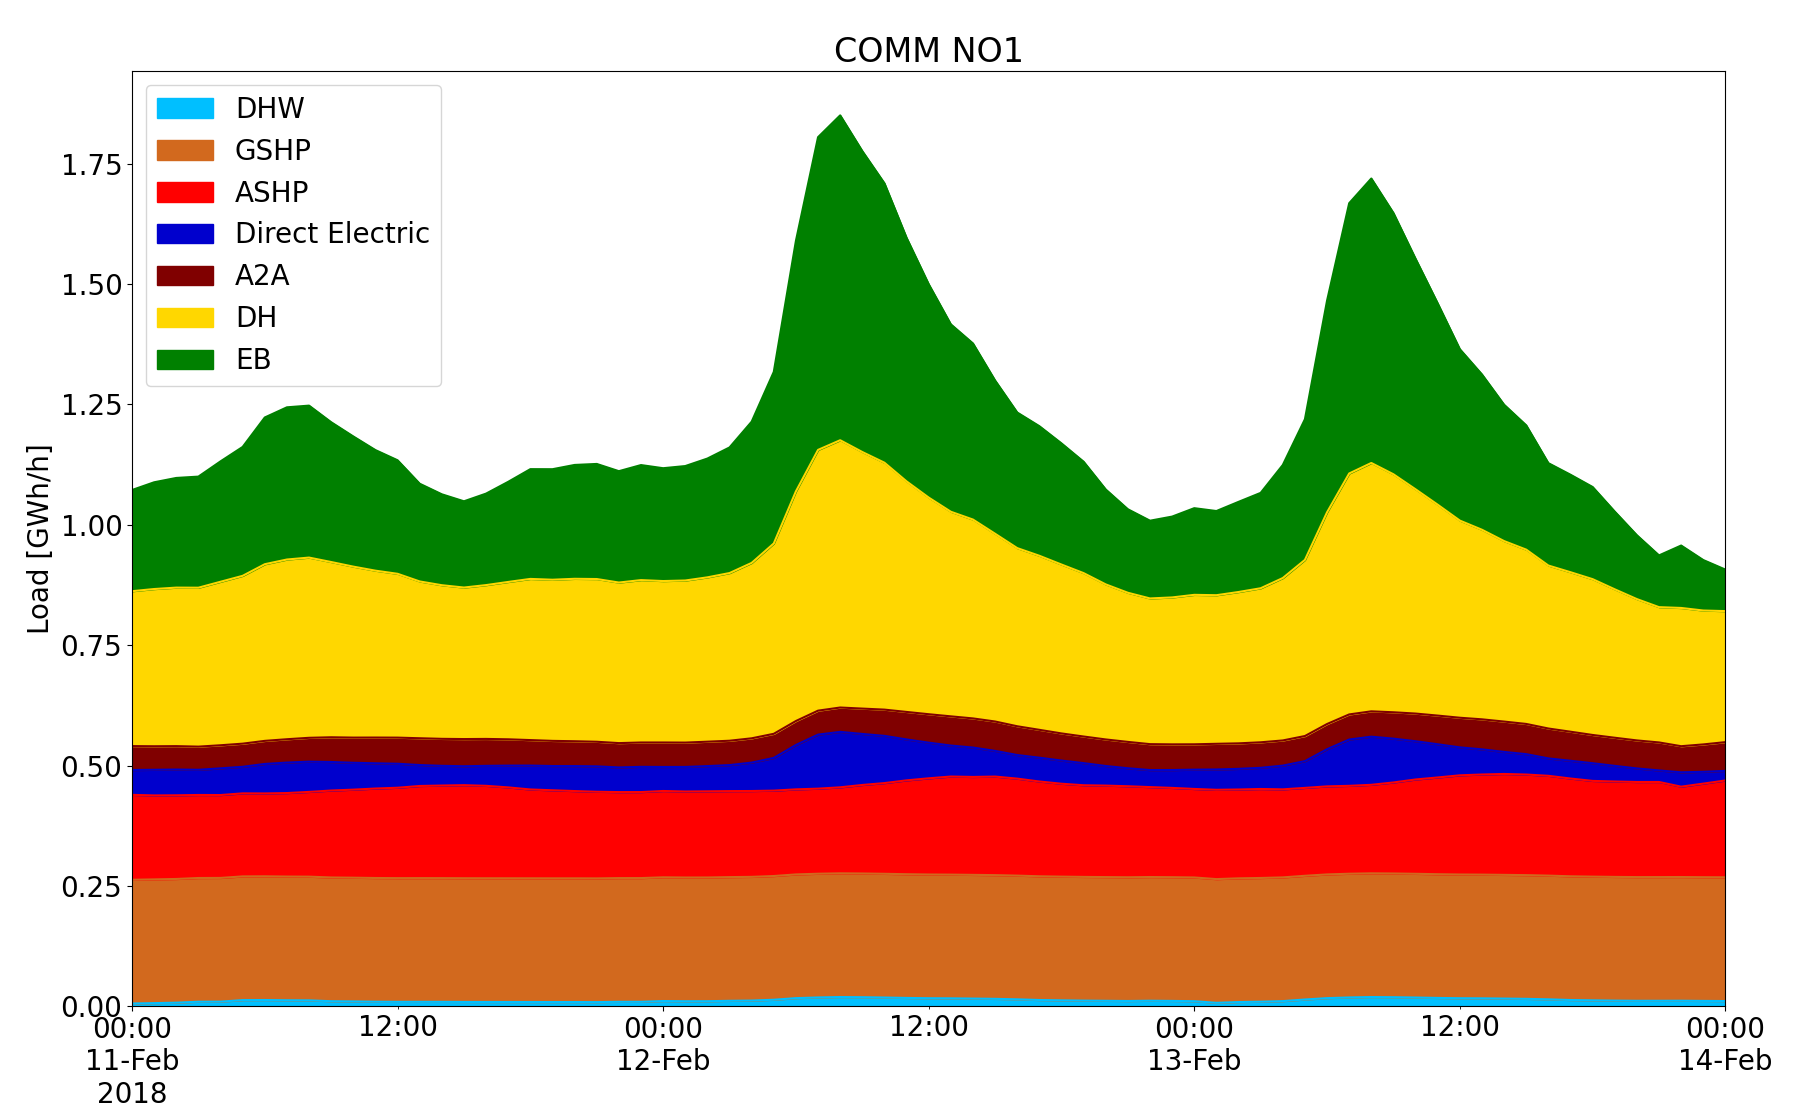 COMM NO1
DHW
GSHP
ASHP
Direct Electric
A2A
DH
EB
Load [GWh/h]
1.75
1.50
1.25
1.00
0.75
0.50
0.25
0.00
00:00 12:00 00:00 12:00 00:00 12:00 00:00
11-Feb 12-Feb 13-Feb 14-Feb
2018